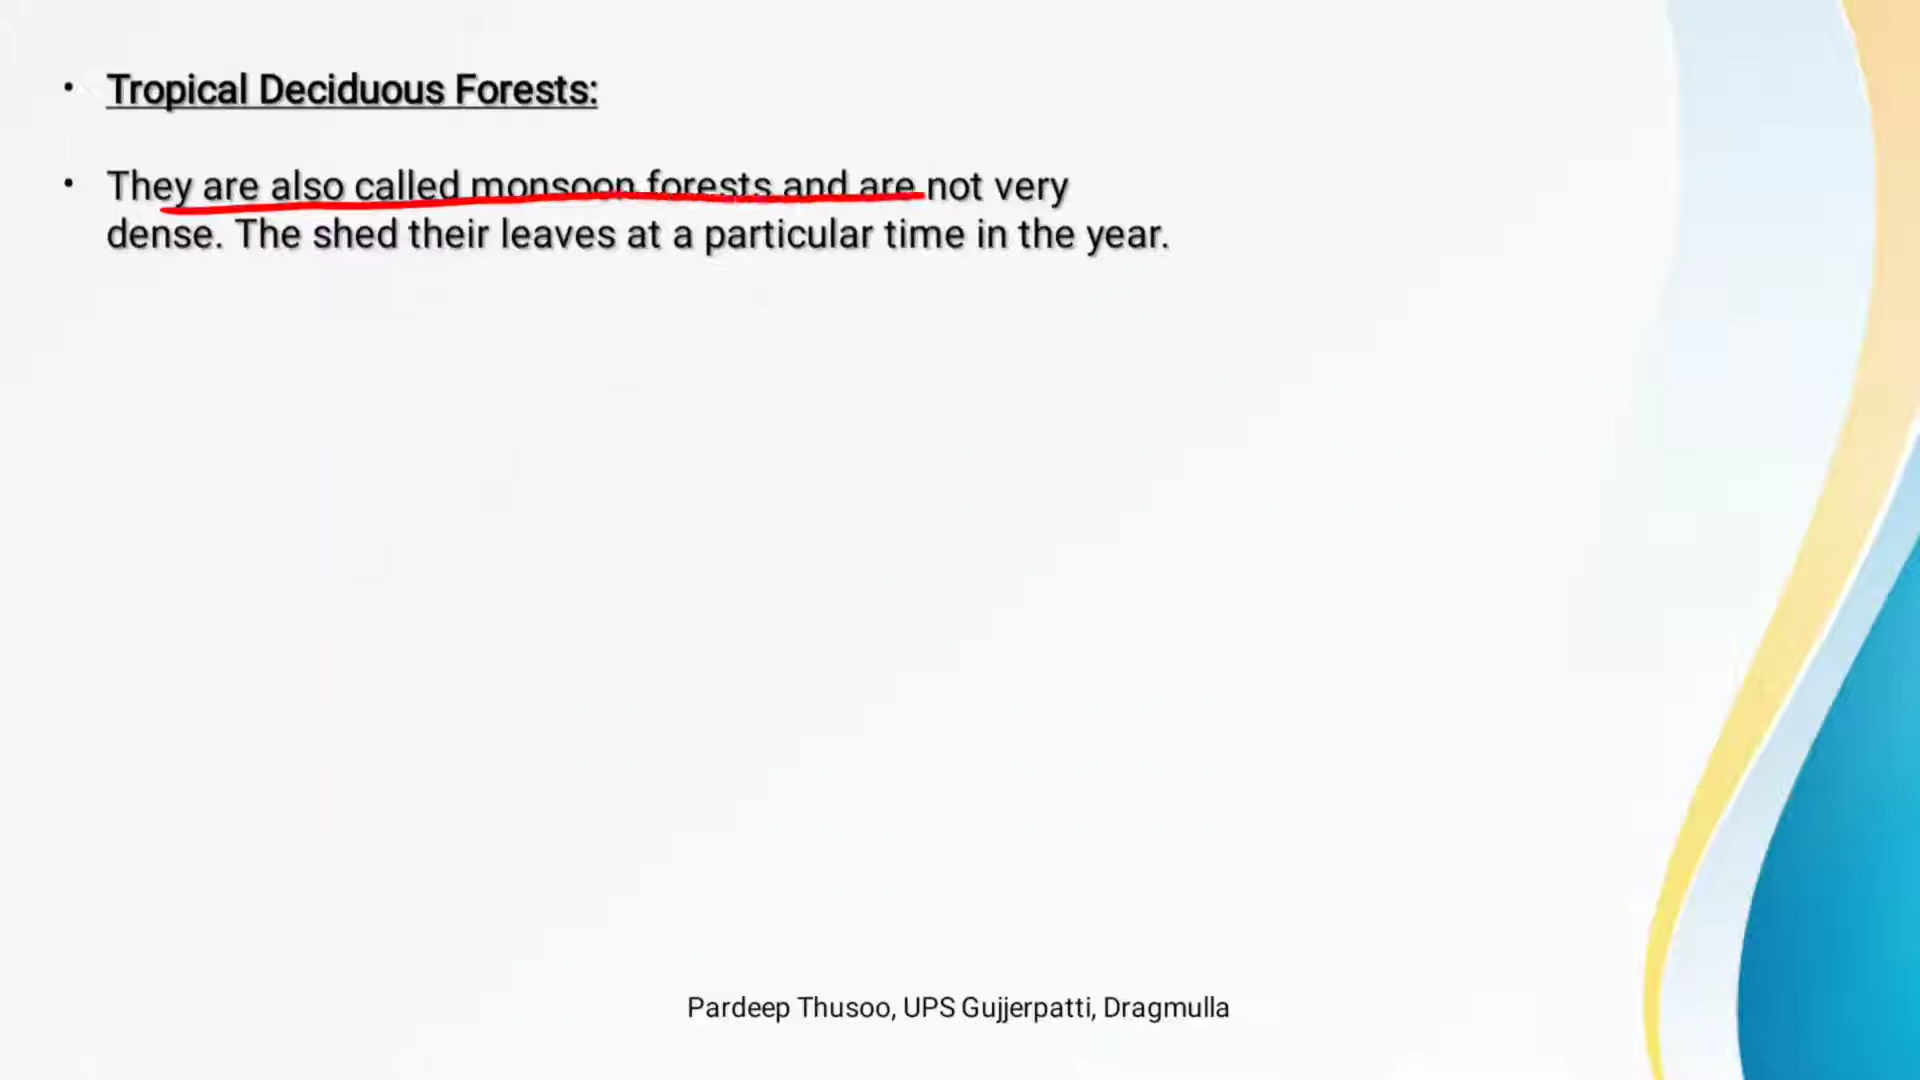 • Tropical Deciduous Forests:
• They are also called monsoon forests and are not very
dense. The shed their leaves at a particular time in the year.
Pardeep Thusoo, UPS Gujjerpatti, Dragmulla